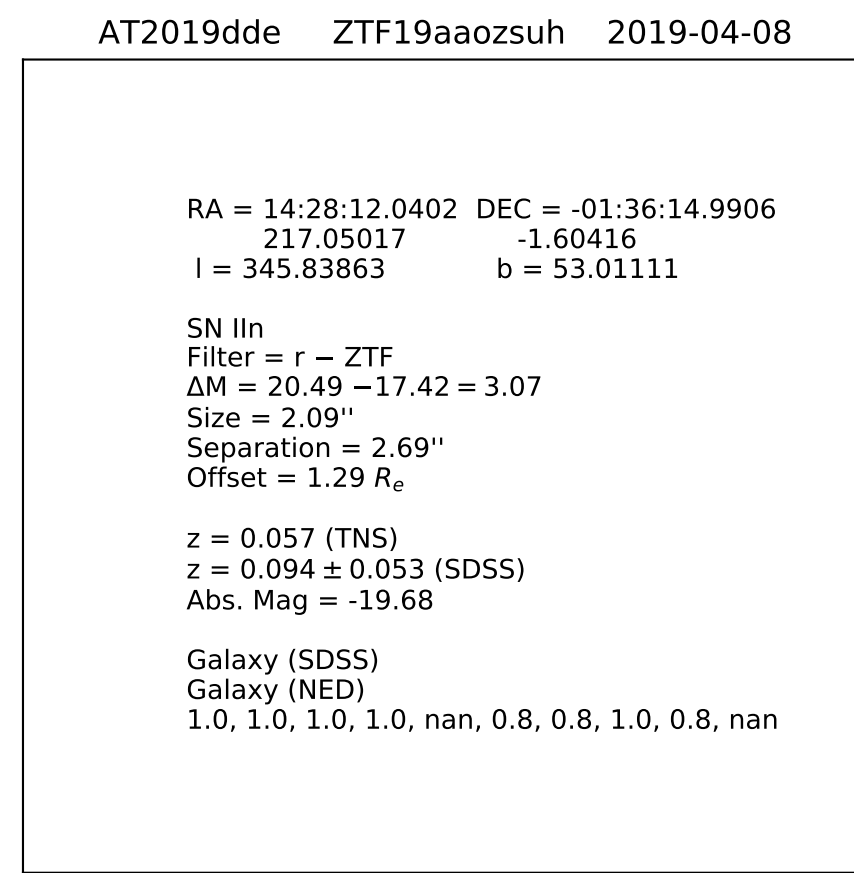 AT2019dde ZTF19aaozsuh 2019-04-08
RA = 14:28:12.0402 DEC = -01:36:14.9906
217.05017 -1.60416
l = 345.83863 b = 53.01111
SN IIn
Filter = r − ZTF
ΔM = 20.49 −17.42 = 3.07
Size = 2.09''
Separation = 2.69''
Offset = 1.29 Re
z = 0.057 (TNS)
z = 0.094 ± 0.053 (SDSS)
Abs. Mag = -19.68
Galaxy (SDSS)
Galaxy (NED)
1.0, 1.0, 1.0, 1.0, nan, 0.8, 0.8, 1.0, 0.8, nan